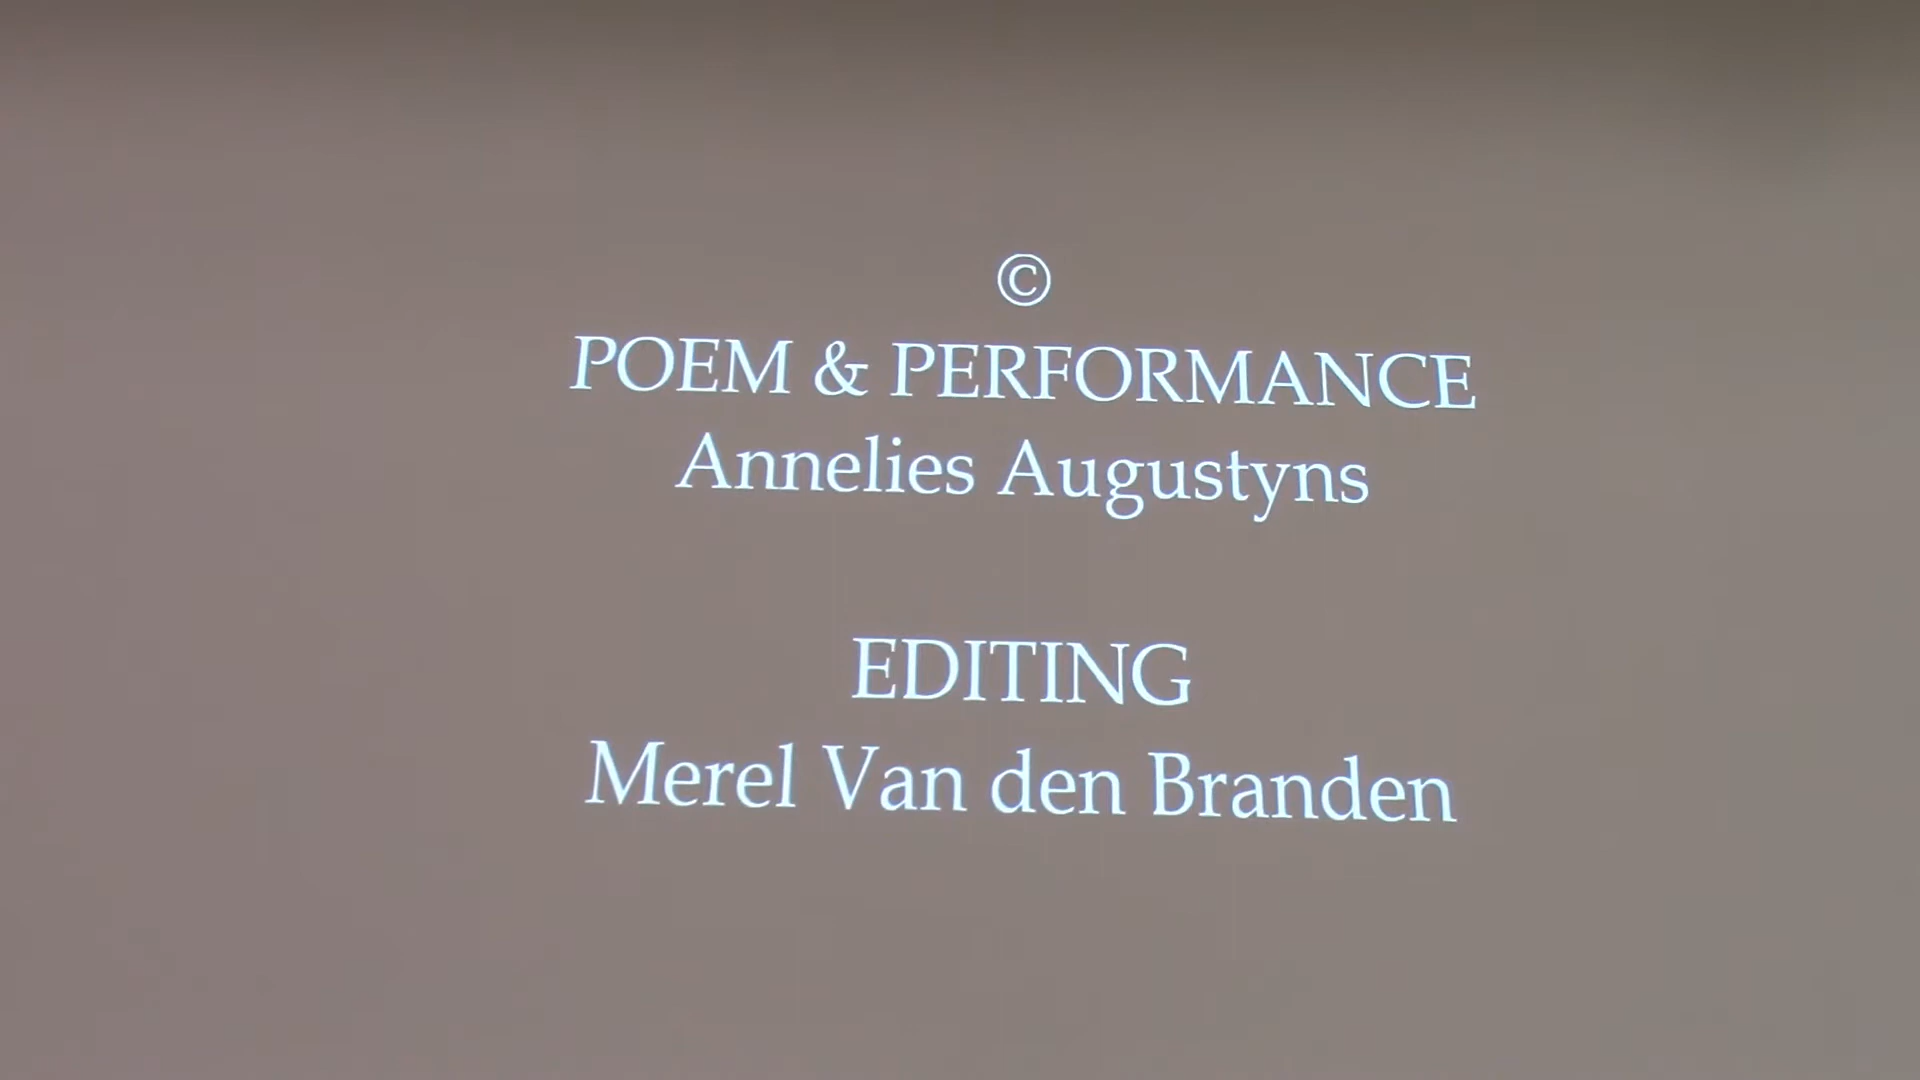 ©
POEM & PERFORMANCE
Annelies Augustyns
EDITING
Merel Van den Branden